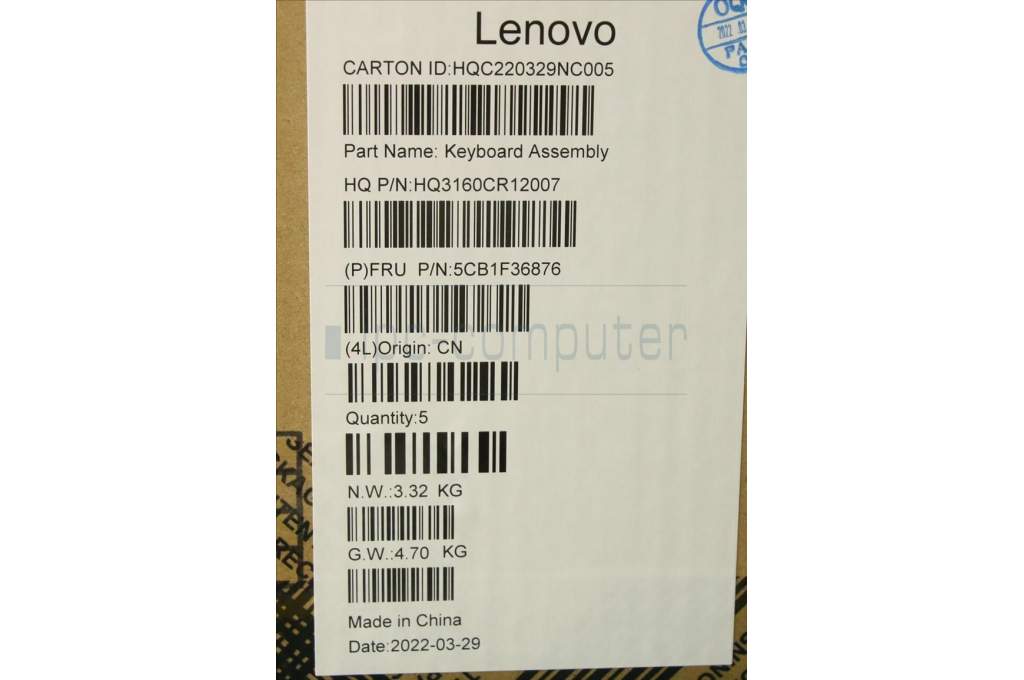 Lenovo
CARTON ID:HQC220329NC005
Part Name: Keyboard Assembly
HQ P/N:HQ3160CR12007
(P)FRU P/N:5CB1F36876
ipc-computer
(4L)Origin: CN
Quantity:5
N.W.:3.32 KG
G.W.:4.70 KG
Made in China
Date:2022-03-29